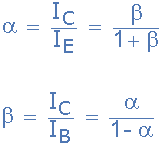 α = I_C / I_E = β / 1 + β
β = I_C / I_B = α / 1- α